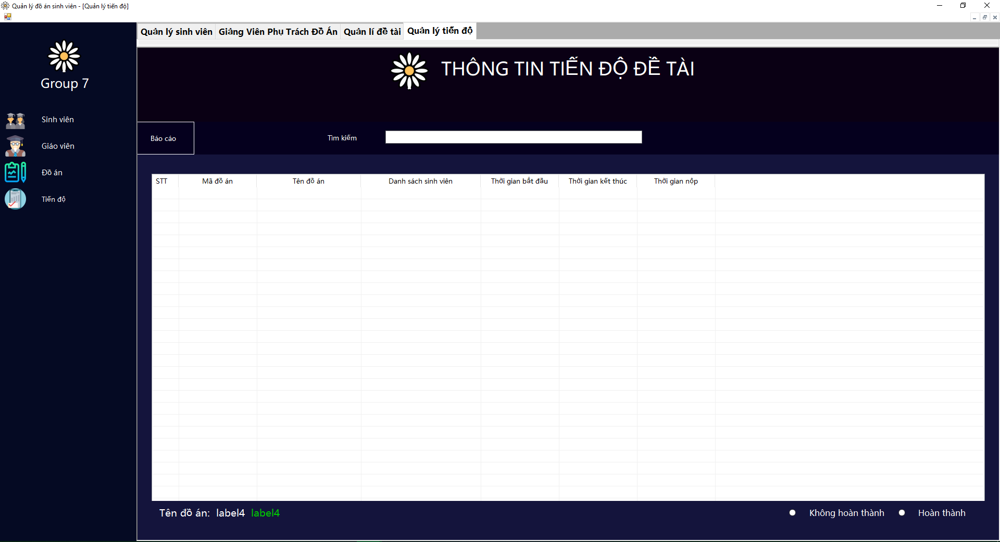 Quản lý đồ án sinh viên - [Quản lý tiến độ]
Quản lý sinh viên
Giảng Viên Phụ Trách Đồ Án
Quản lí đề tài
Quản lý tiến độ
Group 7
Sinh viên
Giáo viên
Đồ án
Tiến độ
THÔNG TIN TIẾN ĐỘ ĐỀ TÀI
Báo cáo
Tìm kiếm
STT Mã đồ án Tên đồ án Danh sách sinh viên Thời gian bắt đầu Thời gian kết thúc Thời gian nộp
Tên đồ án: label4 label4
Không hoàn thành
Hoàn thành